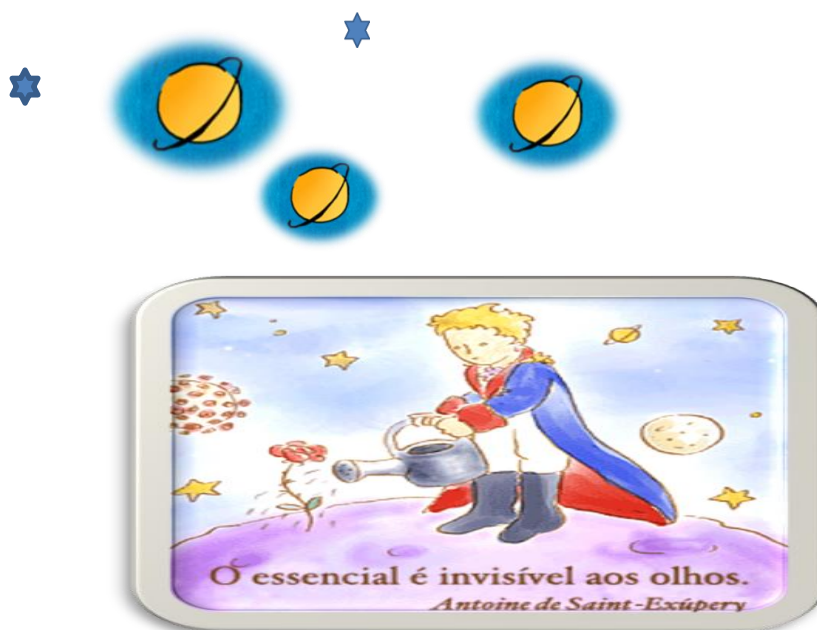 O essencial é invisível aos olhos.
Antoine de Saint-Exúpery